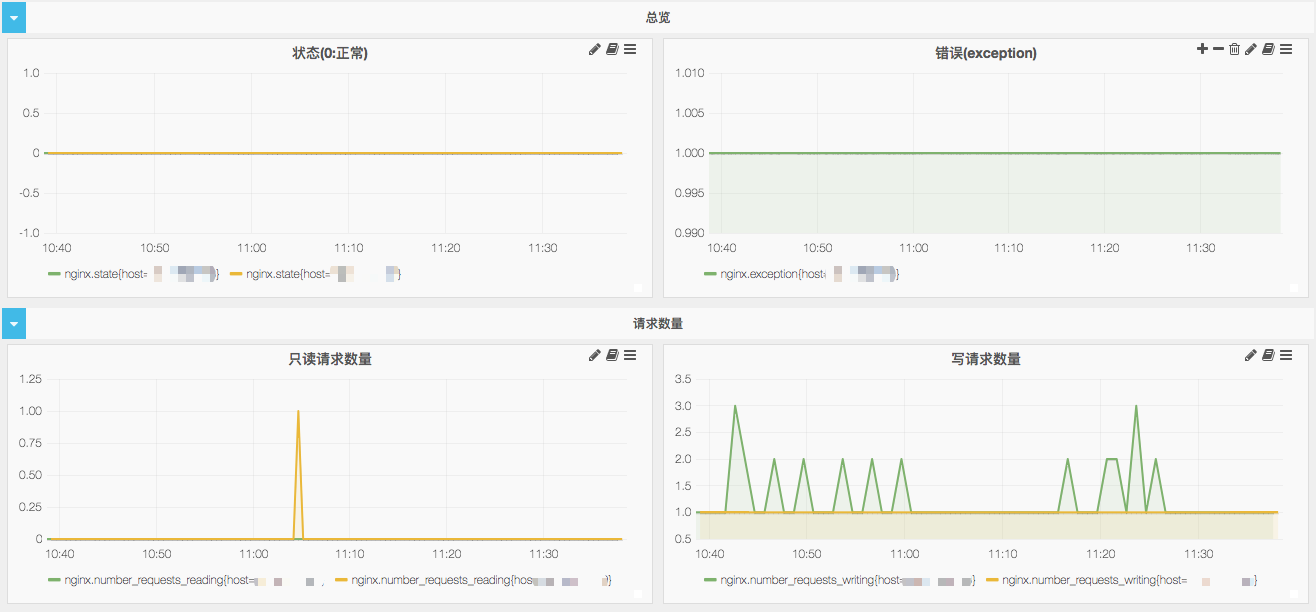 总览
状态(0:正常)
1.0
0.5
0
-0.5
-1.0
10:40 10:50 11:00 11:10 11:20 11:30
nginx.state{host= } nginx.state{host= }
错误(exception)
1.010
1.005
1.000
0.995
0.990
10:40 10:50 11:00 11:10 11:20 11:30
nginx.exception{host= }
请求数量
只读请求数量
1.25
1.00
0.75
0.50
0.25
0
10:40 10:50 11:00 11:10 11:20 11:30
nginx.number_requests_reading{host= nginx.number_requests_reading{hos }
写请求数量
3.5
3.0
2.5
2.0
1.5
1.0
0.5
10:40 10:50 11:00 11:10 11:20 11:30
nginx.number_requests_writing{host= } nginx.number_requests_writing{host= }